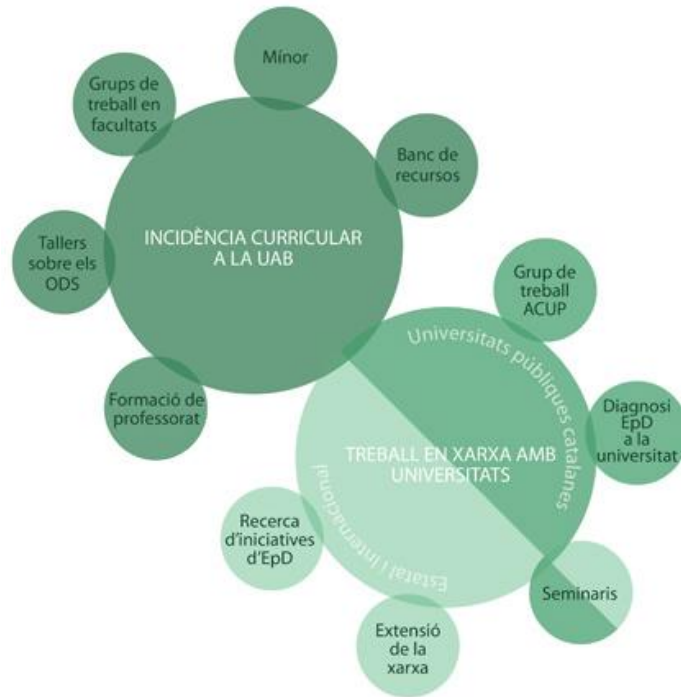 Mínor
Grups de
treball en
facultats
Banc de
recursos
INCIDÈNCIA CURRICULAR
A LA UAB
Tallers
sobre els
ODS
Formació de
professorat
Grup de
treball
ACUP
Universitats públiques catalanes
Diagnosi
EpD
a la
universitat
TREBALL EN XARXA AMB
UNIVERSITATS
Estatal i Internacional
Recerca
d'iniciatives
d'EpD
Seminaris
Extensió
de la
xarxa